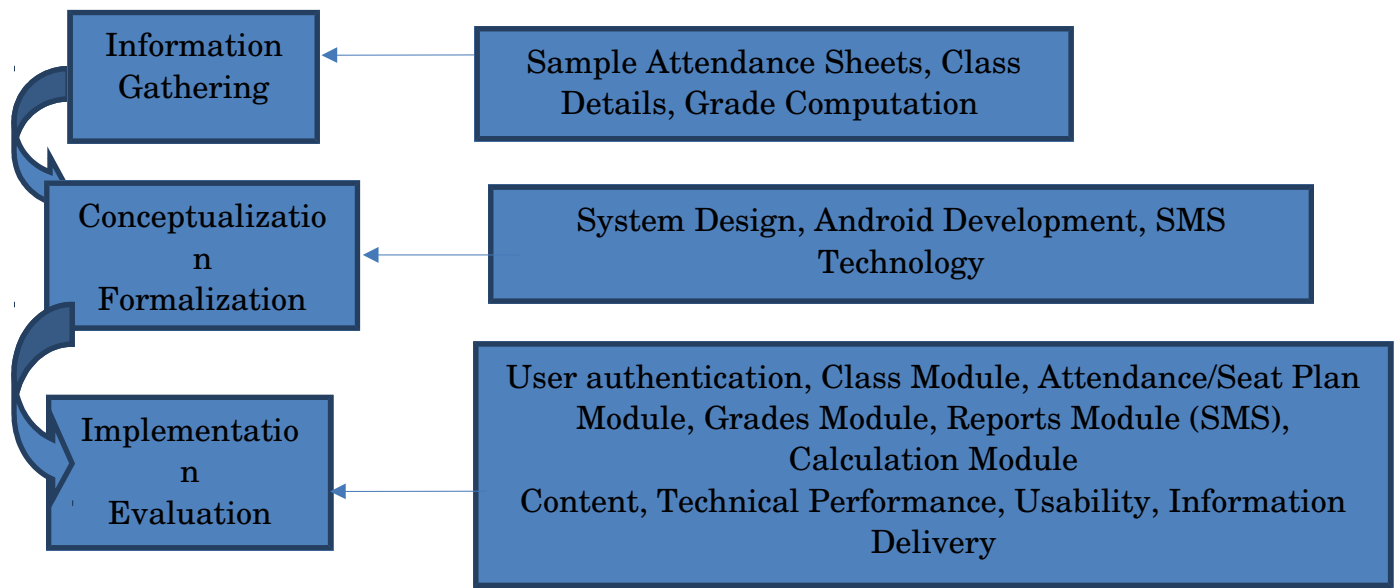 Information
Gathering
Sample Attendance Sheets, Class
Details, Grade Computation
Conceptualizatio
n
Formalization
System Design, Android Development, SMS
Technology
Implementatio
n
Evaluation
User authentication, Class Module, Attendance/Seat Plan
Module, Grades Module, Reports Module (SMS),
Calculation Module
Content, Technical Performance, Usability, Information
Delivery